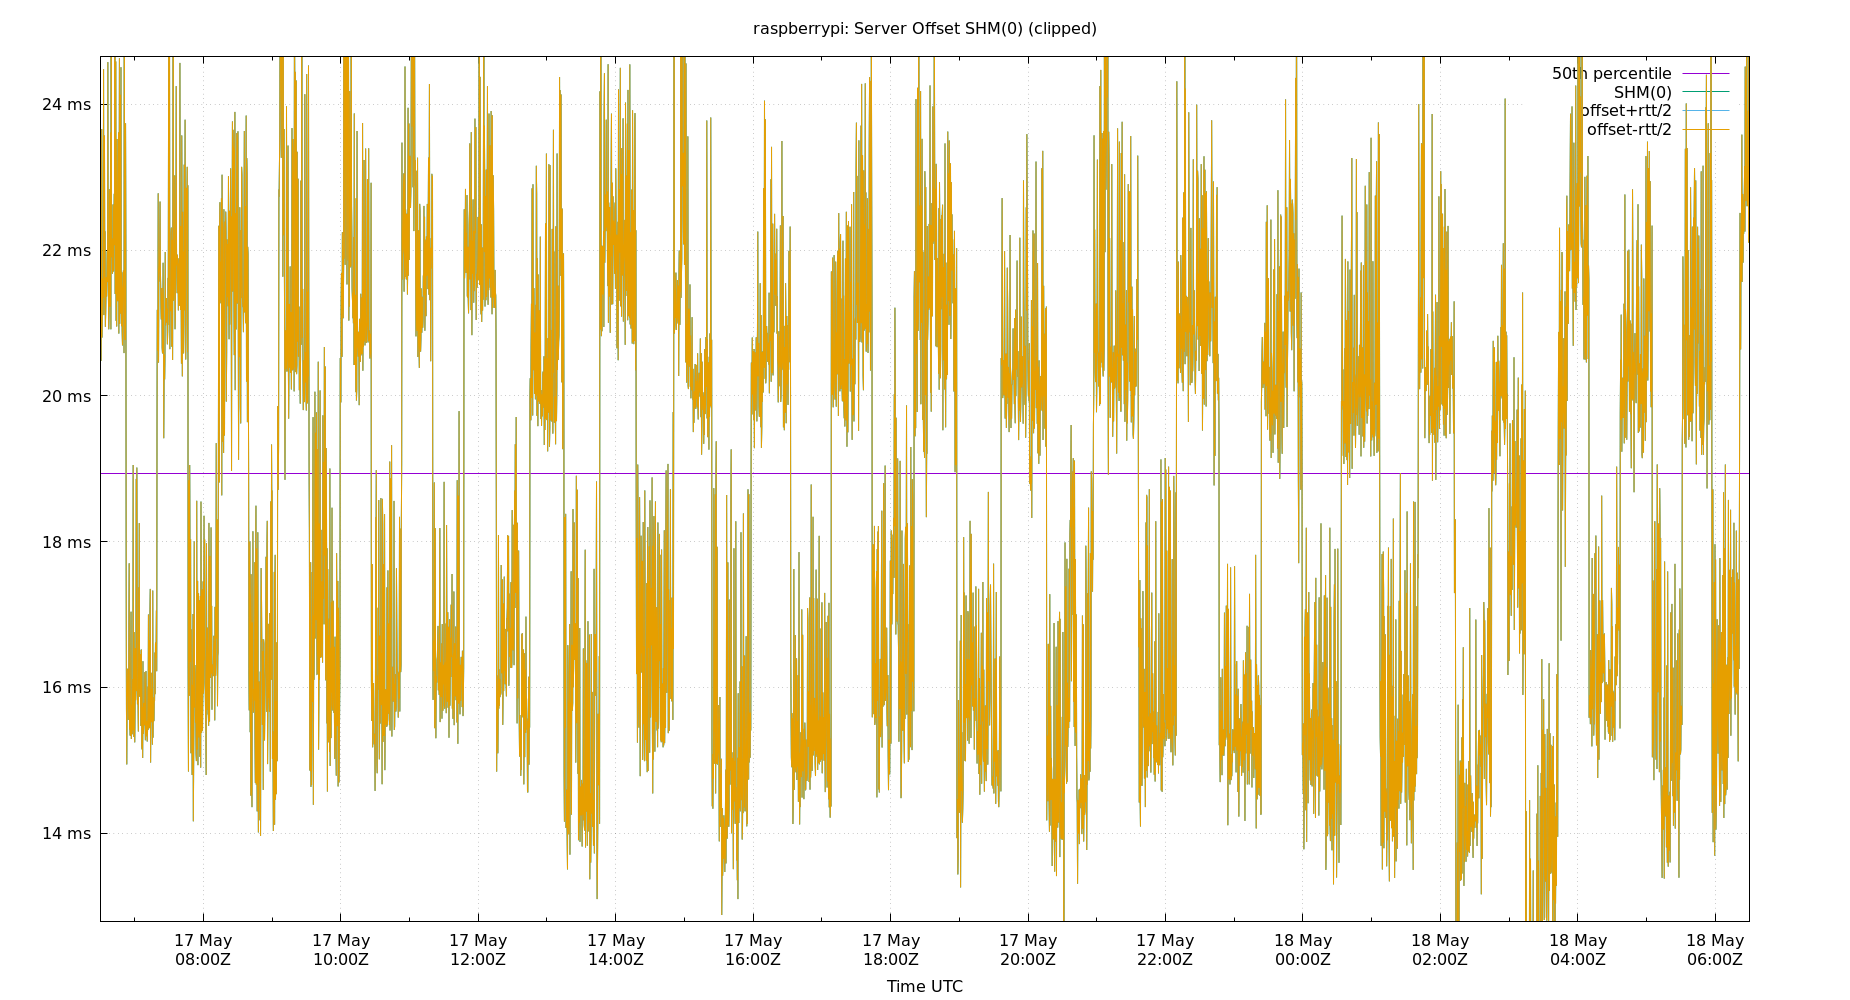 raspberrypi: Server Offset SHM(0) (clipped)
50th percentile
SHM(0)
offset+rtt/2
offset-rtt/2
24 ms
22 ms
20 ms
18 ms
16 ms
14 ms
17 May 17 May 17 May 17 May 17 May 17 May 17 May 17 May 18 May 18 May 18 May 18 May
08:00Z 10:00Z 12:00Z 14:00Z 16:00Z 18:00Z 20:00Z 22:00Z 00:00Z 02:00Z 04:00Z 06:00Z
Time UTC